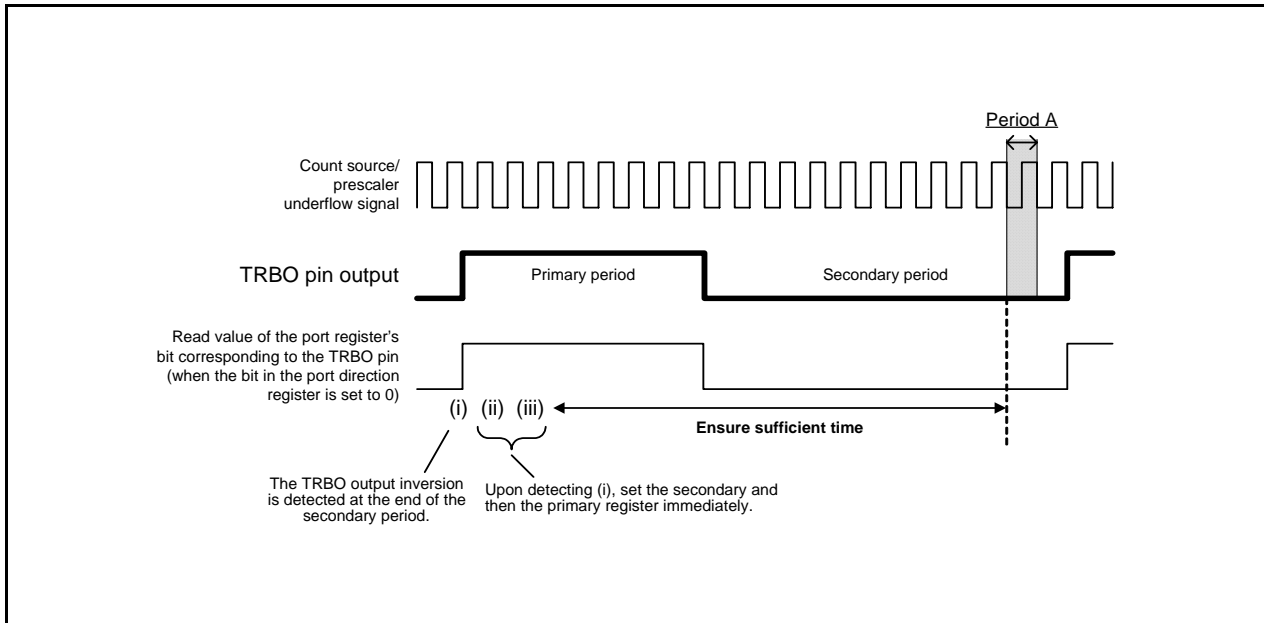 Period A
Count source/
prescaler
underflow signal
TRBO pin output
Primary period
Secondary period
Read value of the port register's
bit corresponding to the TRBO pin
(when the bit in the port direction
register is set to 0)
(i) (ii) (iii)
Ensure sufficient time
The TRBO output inversion
is detected at the end of the
secondary period.
Upon detecting (i), set the secondary and
then the primary register immediately.